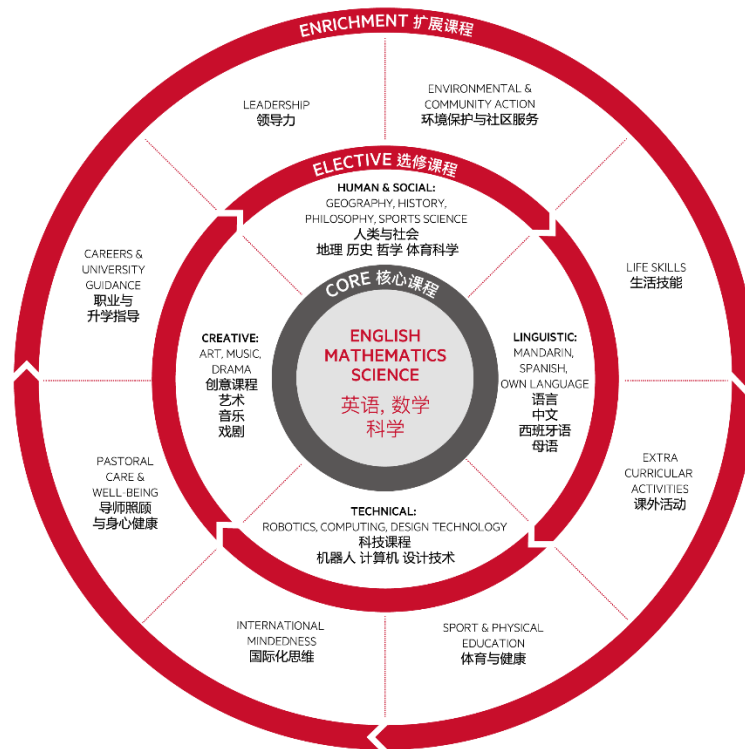 ENRICHMENT 扩展课程
LEADERSHIP
领导力
ENVIRONMENTAL &
COMMUNITY ACTION
环境保护与社区服务
LIFE SKILLS
生活技能
EXTRA
CURRICULAR
ACTIVITIES
课外活动
SPORT & PHYSICAL
EDUCATION
体育与健康
INTERNATIONAL
MINDEDNESS
国际化思维
PASTORAL
CARE &
WELL-BEING
导师照顾
与身心健康
CAREERS &
UNIVERSITY
GUIDANCE
职业与
升学指导
ELECTIVE 选修课程
HUMAN & SOCIAL:
GEOGRAPHY, HISTORY,
PHILOSOPHY, SPORTS SCIENCE
人类与社会
地理 历史 哲学 体育科学
LINGUISTIC:
MANDARIN,
SPANISH,
OWN LANGUAGE
语言
中文
西班牙语
母语
TECHNICAL:
ROBOTICS, COMPUTING, DESIGN TECHNOLOGY
科技课程
机器人 计算机 设计技术
CREATIVE:
ART, MUSIC,
DRAMA
创意课程
艺术
音乐
戏剧
CORE 核心课程
ENGLISH
MATHEMATICS
SCIENCE
英语, 数学
科学